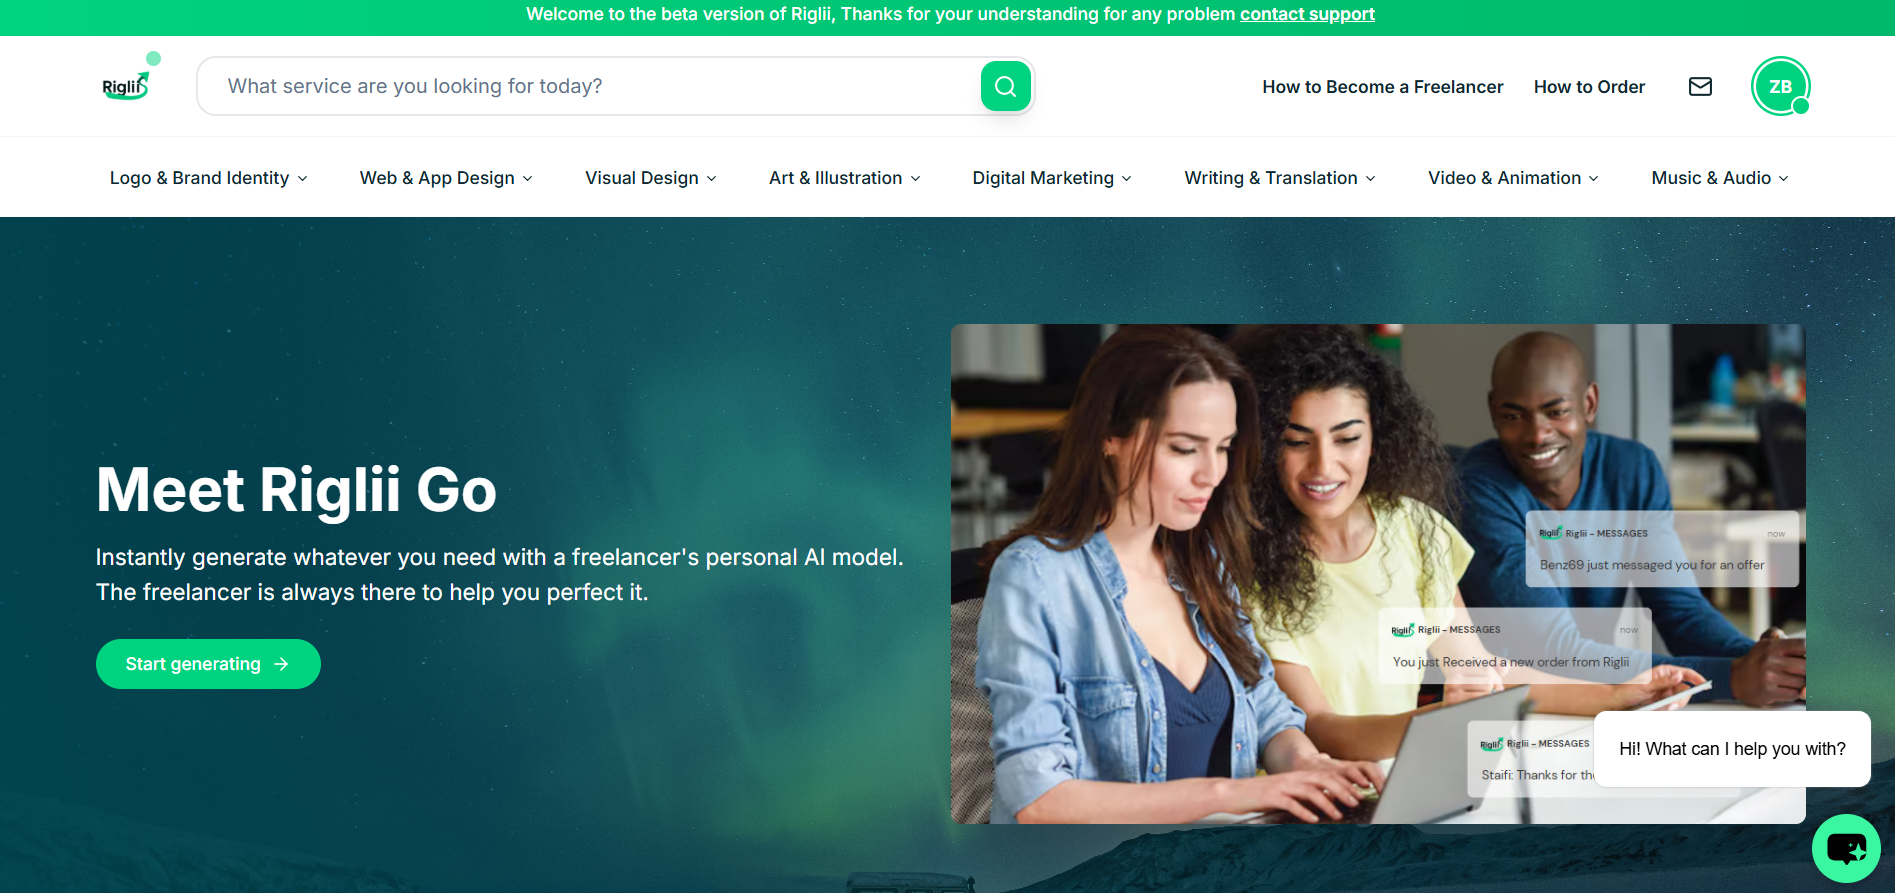 Welcome to the beta version of Riglii, Thanks for your understanding for any problem contact support
Riglii
What service are you looking for today?
How to Become a Freelancer
How to Order
ZB
Logo & Brand Identity
Web & App Design
Visual Design
Art & Illustration
Digital Marketing
Writing & Translation
Video & Animation
Music & Audio
Meet Riglii Go
Instantly generate whatever you need with a freelancer's personal AI model.
The freelancer is always there to help you perfect it.
Start generating
Riglii Riglii - MESSAGES now
Benz69 just messaged you for an offer
Riglii Riglii - MESSAGES now
You just Received a new order from Riglii
Riglii Riglii - MESSAGES
Staifi: Thanks for the
Hi! What can I help you with?